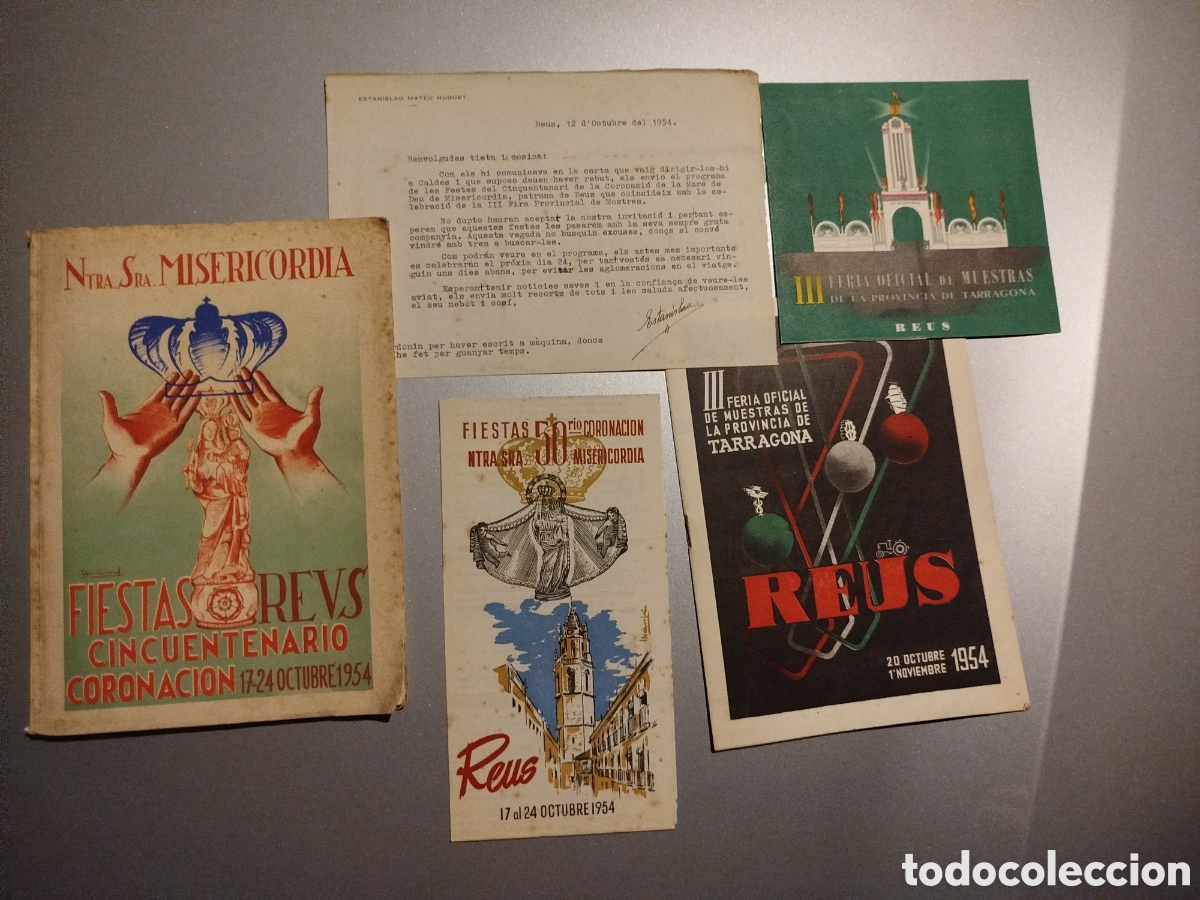 ESTANISLAO MATEU HUGUET
Reus, 12 d'Octubre del 1954.
Benvolgudes tieta i cosina:
Com els hi comunicava en la carta que vaig dirigir-los-hi
a Caldes i que suposo deuen haver rebut, els envio el programa
de les Festes del Cinquantanari de la Coronació de la Mare de
Deu de Misericordia, patrona de Reus que coincideix amb la ce-
lebració de la III Fira Provincial de Mostres.
No dupto hauran aceptat la nostra invitació i pertant es-
perem que aquestes festes les pasarem amb la seva sempre grata
companyia. Aquesta vegada no busquin excuses, doncs si convé
vindré amb tren a buscar-les.
Com podrán veure en el programa, els actes mes importants
es celebrarán el próxim dia 24, per tant vostés es necesari vin-
guin uns dies abans, per evitar les aglomeracions en el viatge.
Esperant tenir noticies seves i en la confiança de veure-les
aviat, els envia molt recorts de tots i les saluda afectuosament,
el seu nebot i cosí,
Estanislau
donin per haver escrit a màquina, doncs
he fet per guanyar temps.
III FERIA OFICIAL DE MUESTRAS
DE LA PROVINCIA DE TARRAGONA
REUS
NTRA. SRA. MISERICORDIA
FIESTAS REVS
CINCUENTENARIO
CORONACION 17-24 OCTUBRE 1954
FIESTAS 50 rio CORONACION
NTRA. SRA. MISERICORDIA
Reus
17 al 24 OCTUBRE 1954
III FERIA OFICIAL
DE MUESTRAS DE
LA PROVINCIA DE
TARRAGONA
REUS
20 OCTUBRE
1º NOVIEMBRE 1954
todocoleccion